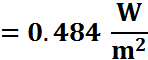 = 0.484 W/m²